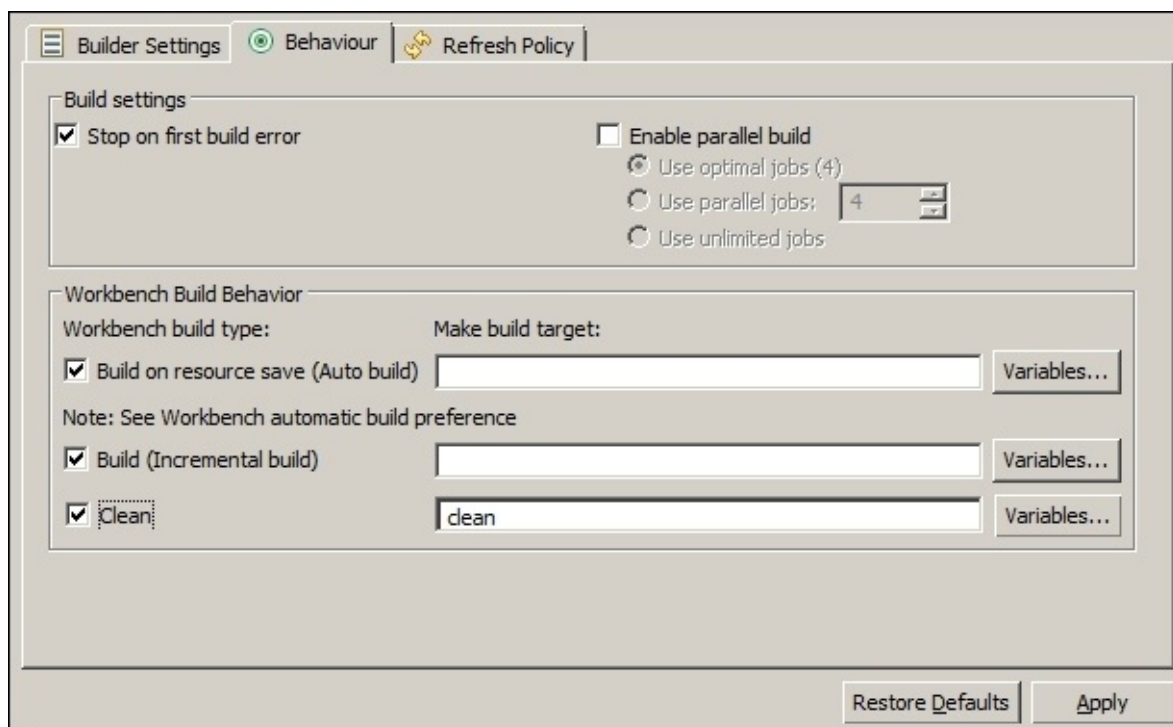 Builder Settings Behaviour Refresh Policy
Build settings
Stop on first build error Enable parallel build
Use optimal jobs (4)
Use parallel jobs: 4
Use unlimited jobs
Workbench Build Behavior
Workbench build type: Make build target:
Build on resource save (Auto build) Variables...
Note: See Workbench automatic build preference
Build (Incremental build) Variables...
Clean clean Variables...
Restore Defaults Apply